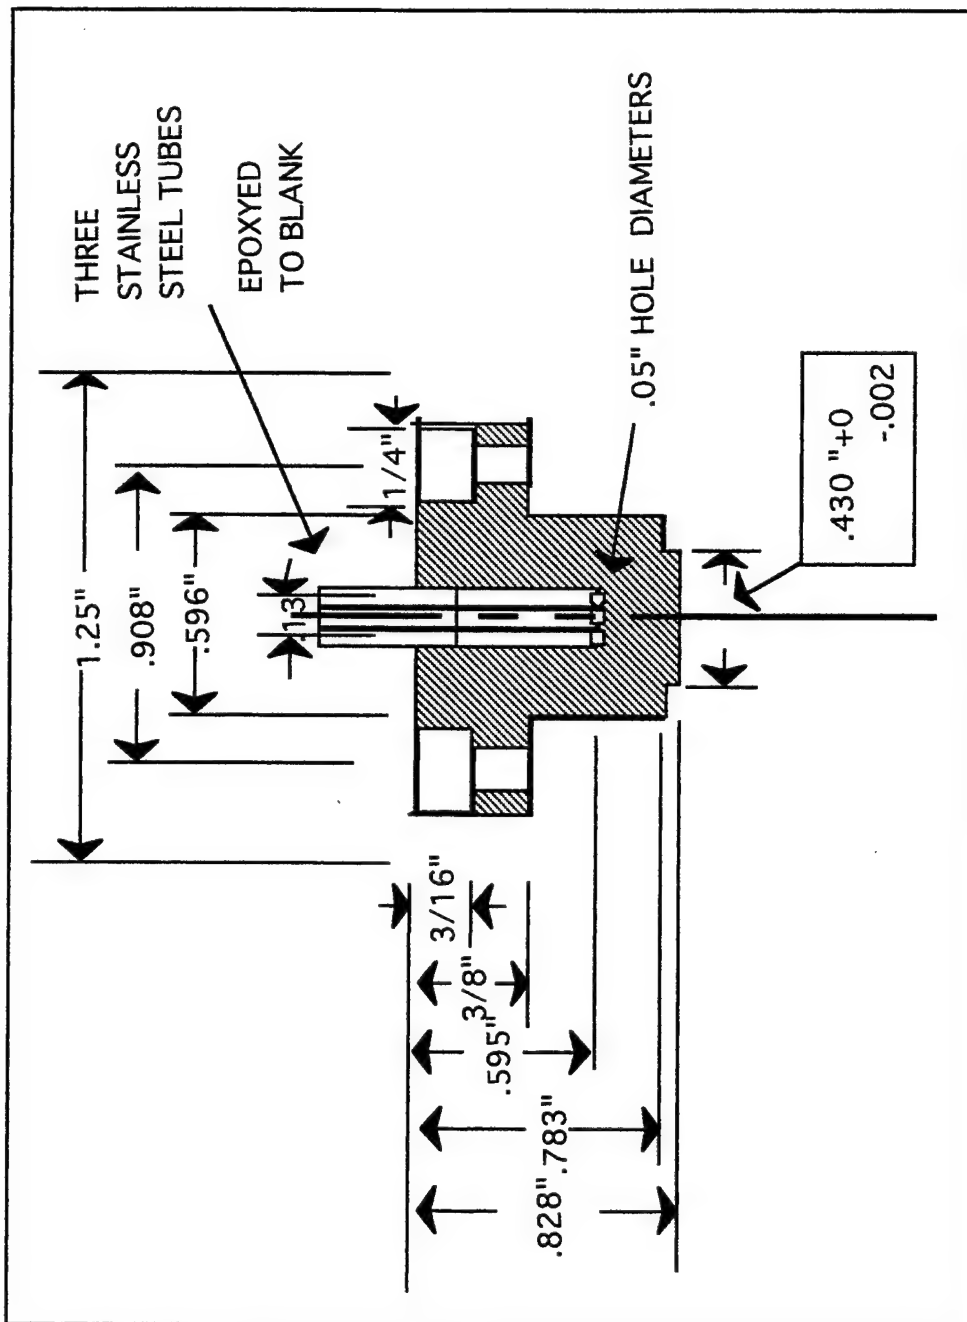 THREE
STAINLESS
STEEL TUBES
EPOXYED
TO BLANK
1.25"
.908"
.596"
.13
1/4"
.05" HOLE DIAMETERS
3/16"
3/8"
.595"
.783"
.828"
.430 "+0
-.002